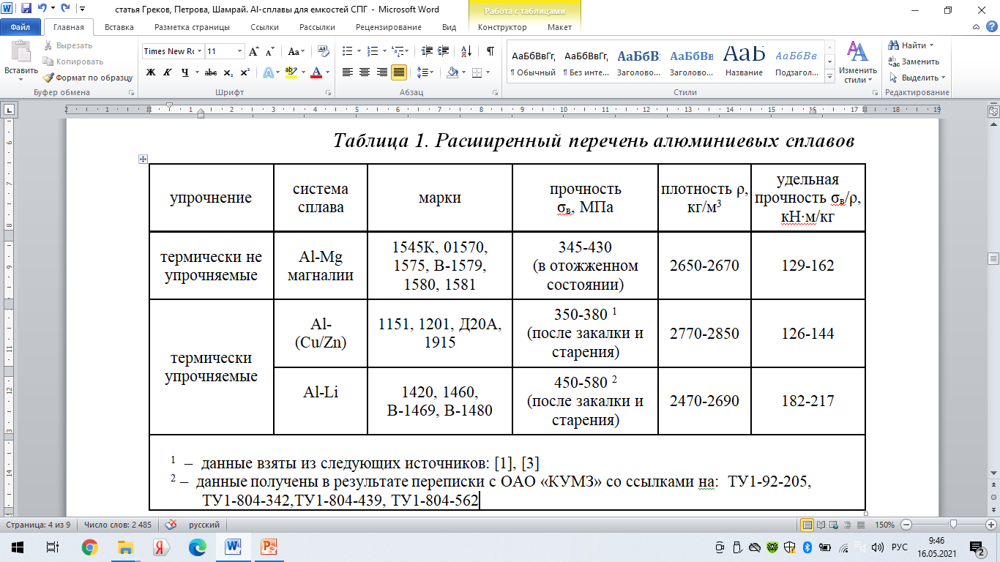 статья Греков, Петрова, Шамрай. Al-сплавы для емкостей СПГ - Microsoft Word
Работа с таблицами
Файл
Главная
Вставка
Разметка страницы
Ссылки
Рассылки
Рецензирование
Вид
Конструктор
Макет
Вставить
Вырезать
Копировать
Формат по образцу
Буфер обмена
Times New Rc
11
Шрифт
Абзац
АаБбВвГг,
¶ Обычный
АаБбВвГг,
¶ Без инте...
АаБбВ
Заголово...
АаБбВв
Заголово...
АаБ
Название
АаБбВв.
Подзагол...
Стили
Изменить
стили
Найти
Заменить
Выделить
Редактирование
Таблица 1. Расширенный перечень алюминиевых сплавов
упрочнение
система
сплава
марки
прочность
σв, МПа
плотность ρ,
кг/м³
удельная
прочность σв/ρ,
кН·м/кг
термически не
упрочняемые
Al-Mg
магналии
1545К, 01570,
1575, В-1579,
1580, 1581
345-430
(в отожженном
состоянии)
2650-2670
129-162
термически
упрочняемые
Al-
(Cu/Zn)
1151, 1201, Д20А,
1915
350-380 ¹
(после закалки и
старения)
2770-2850
126-144
Al-Li
1420, 1460,
В-1469, В-1480
450-580 ²
(после закалки и
старения)
2470-2690
182-217
¹ – данные взяты из следующих источников: [1], [3]
² – данные получены в результате переписки с ОАО «КУМЗ» со ссылками на: ТУ1-92-205,
ТУ1-804-342,ТУ1-804-439, ТУ1-804-562
Страница: 4 из 9
Число слов: 2 485
русский
150%
РУС
9:46
16.05.2021
2